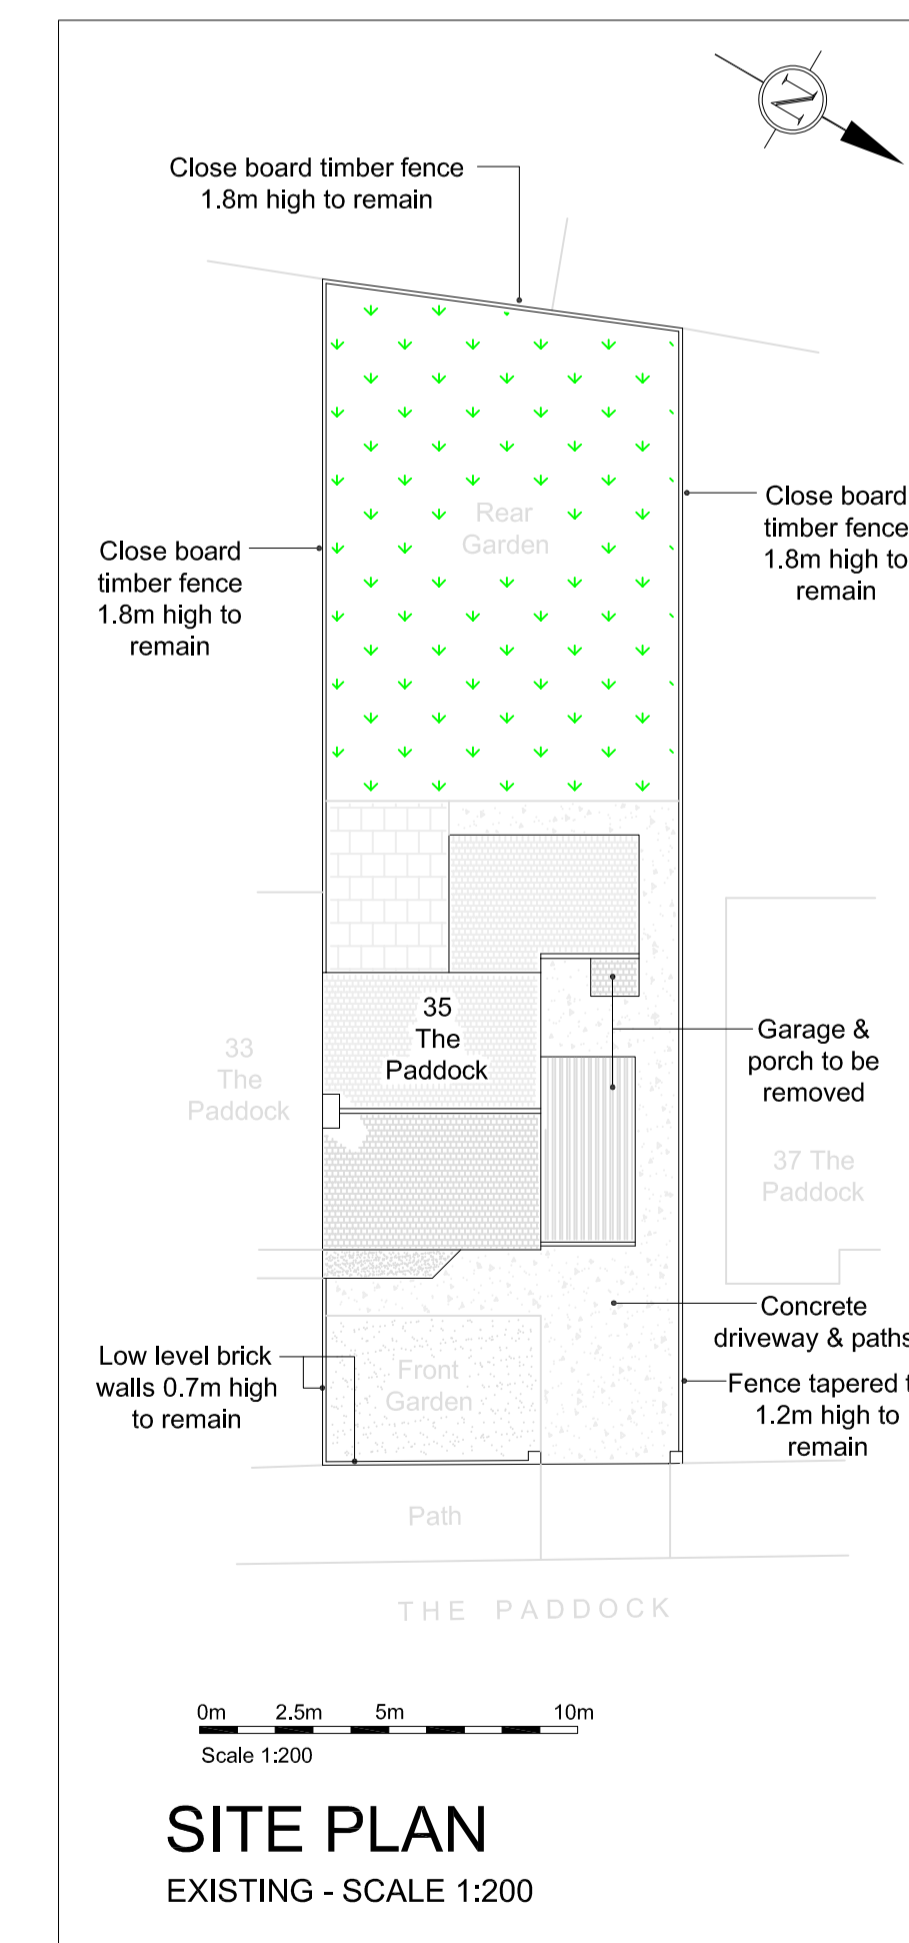 N
Close board timber fence
1.8m high to remain
Rear
Garden
Close board
timber fence
1.8m high to
remain
Close board
timber fence
1.8m high to
remain
35
The
Paddock
33
The
Paddock
Garage &
porch to be
removed
37 The
Paddock
Concrete
driveway & paths
Low level brick
walls 0.7m high
to remain
Front
Garden
Fence tapered
1.2m high to
remain
Path
THE PADDOCK
0m 2.5m 5m 10m
Scale 1:200
SITE PLAN
EXISTING - SCALE 1:200